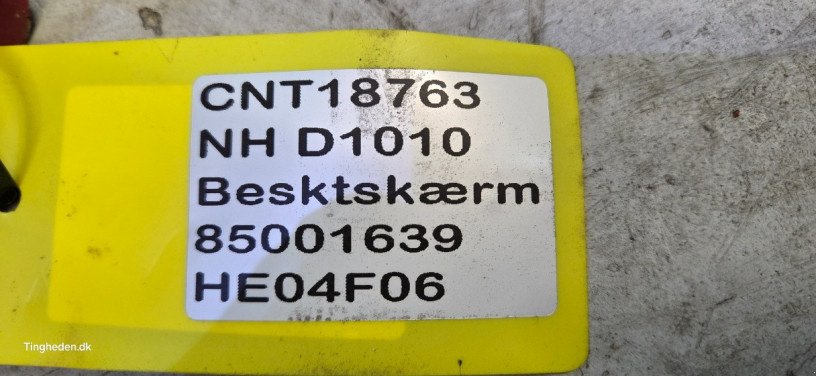 CNT18763
NH D1010
Besktskærm
85001639
HE04F06
Tingheden.dk